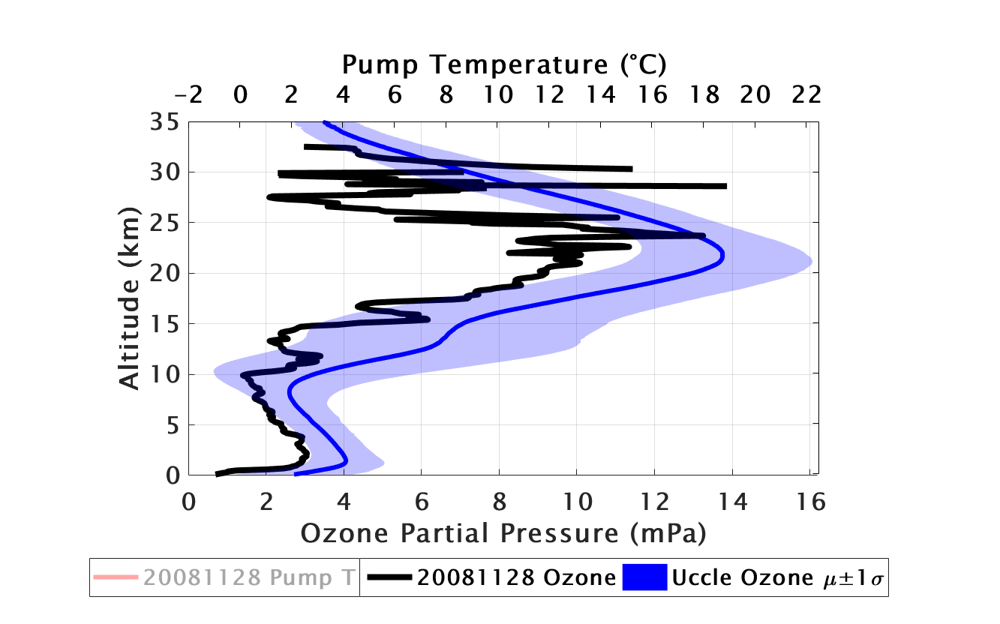 Pump Temperature (°C)
-2 0 2 4 6 8 10 12 14 16 18 20 22
35
30
25
20
15
10
5
0
Altitude (km)
0 2 4 6 8 10 12 14 16
Ozone Partial Pressure (mPa)
20081128 Pump T 20081128 Ozone Uccle Ozone μ±1σ